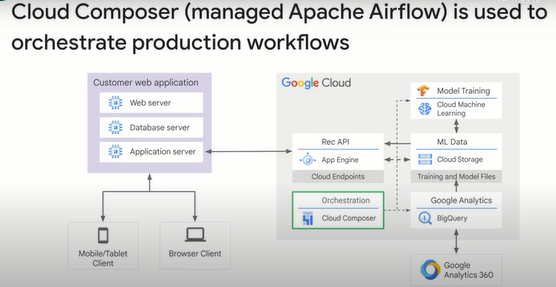 Cloud Composer (managed Apache Airflow) is used to
orchestrate production workflows
Customer web application
Web server
Database server
Application server
Mobile/Tablet
Client
Browser Client
Google Cloud
Rec API
App Engine
Cloud Endpoints
Orchestration
Cloud Composer
Model Training
Cloud Machine
Learning
ML Data
Cloud Storage
Training and Model Files
Google Analytics
BigQuery
Google
Analytics 360